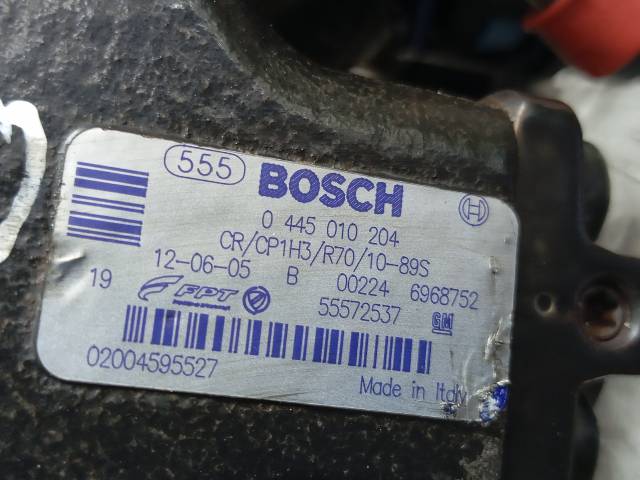 555 BOSCH
0 445 010 204
CR/CP1H3/R70/10-89S
12-06-05 B 00224 6968752
19 FPT 55572537 GM
02004595527
Made in Italy